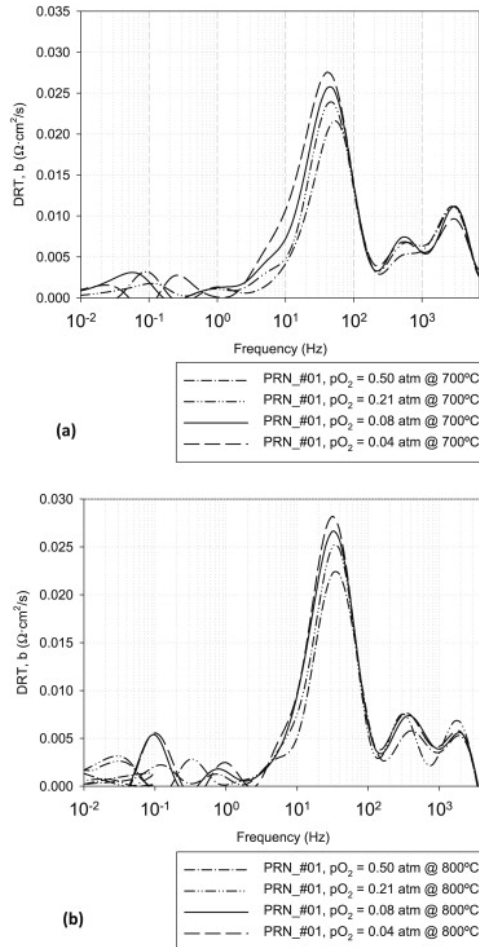 (a)
0.035
0.030
0.025
0.020
0.015
0.010
0.005
0.000
DRT, b (Ω·cm²/s)
10⁻² 10⁻¹ 10⁰ 10¹ 10² 10³
Frequency (Hz)
PRN_#01, pO₂ = 0.50 atm @ 700ºC
PRN_#01, pO₂ = 0.21 atm @ 700ºC
PRN_#01, pO₂ = 0.08 atm @ 700ºC
PRN_#01, pO₂ = 0.04 atm @ 700ºC
(b)
0.030
0.025
0.020
0.015
0.010
0.005
0.000
DRT, b (Ω·cm²/s)
10⁻² 10⁻¹ 10⁰ 10¹ 10² 10³
Frequency (Hz)
PRN_#01, pO₂ = 0.50 atm @ 800ºC
PRN_#01, pO₂ = 0.21 atm @ 800ºC
PRN_#01, pO₂ = 0.08 atm @ 800ºC
PRN_#01, pO₂ = 0.04 atm @ 800ºC